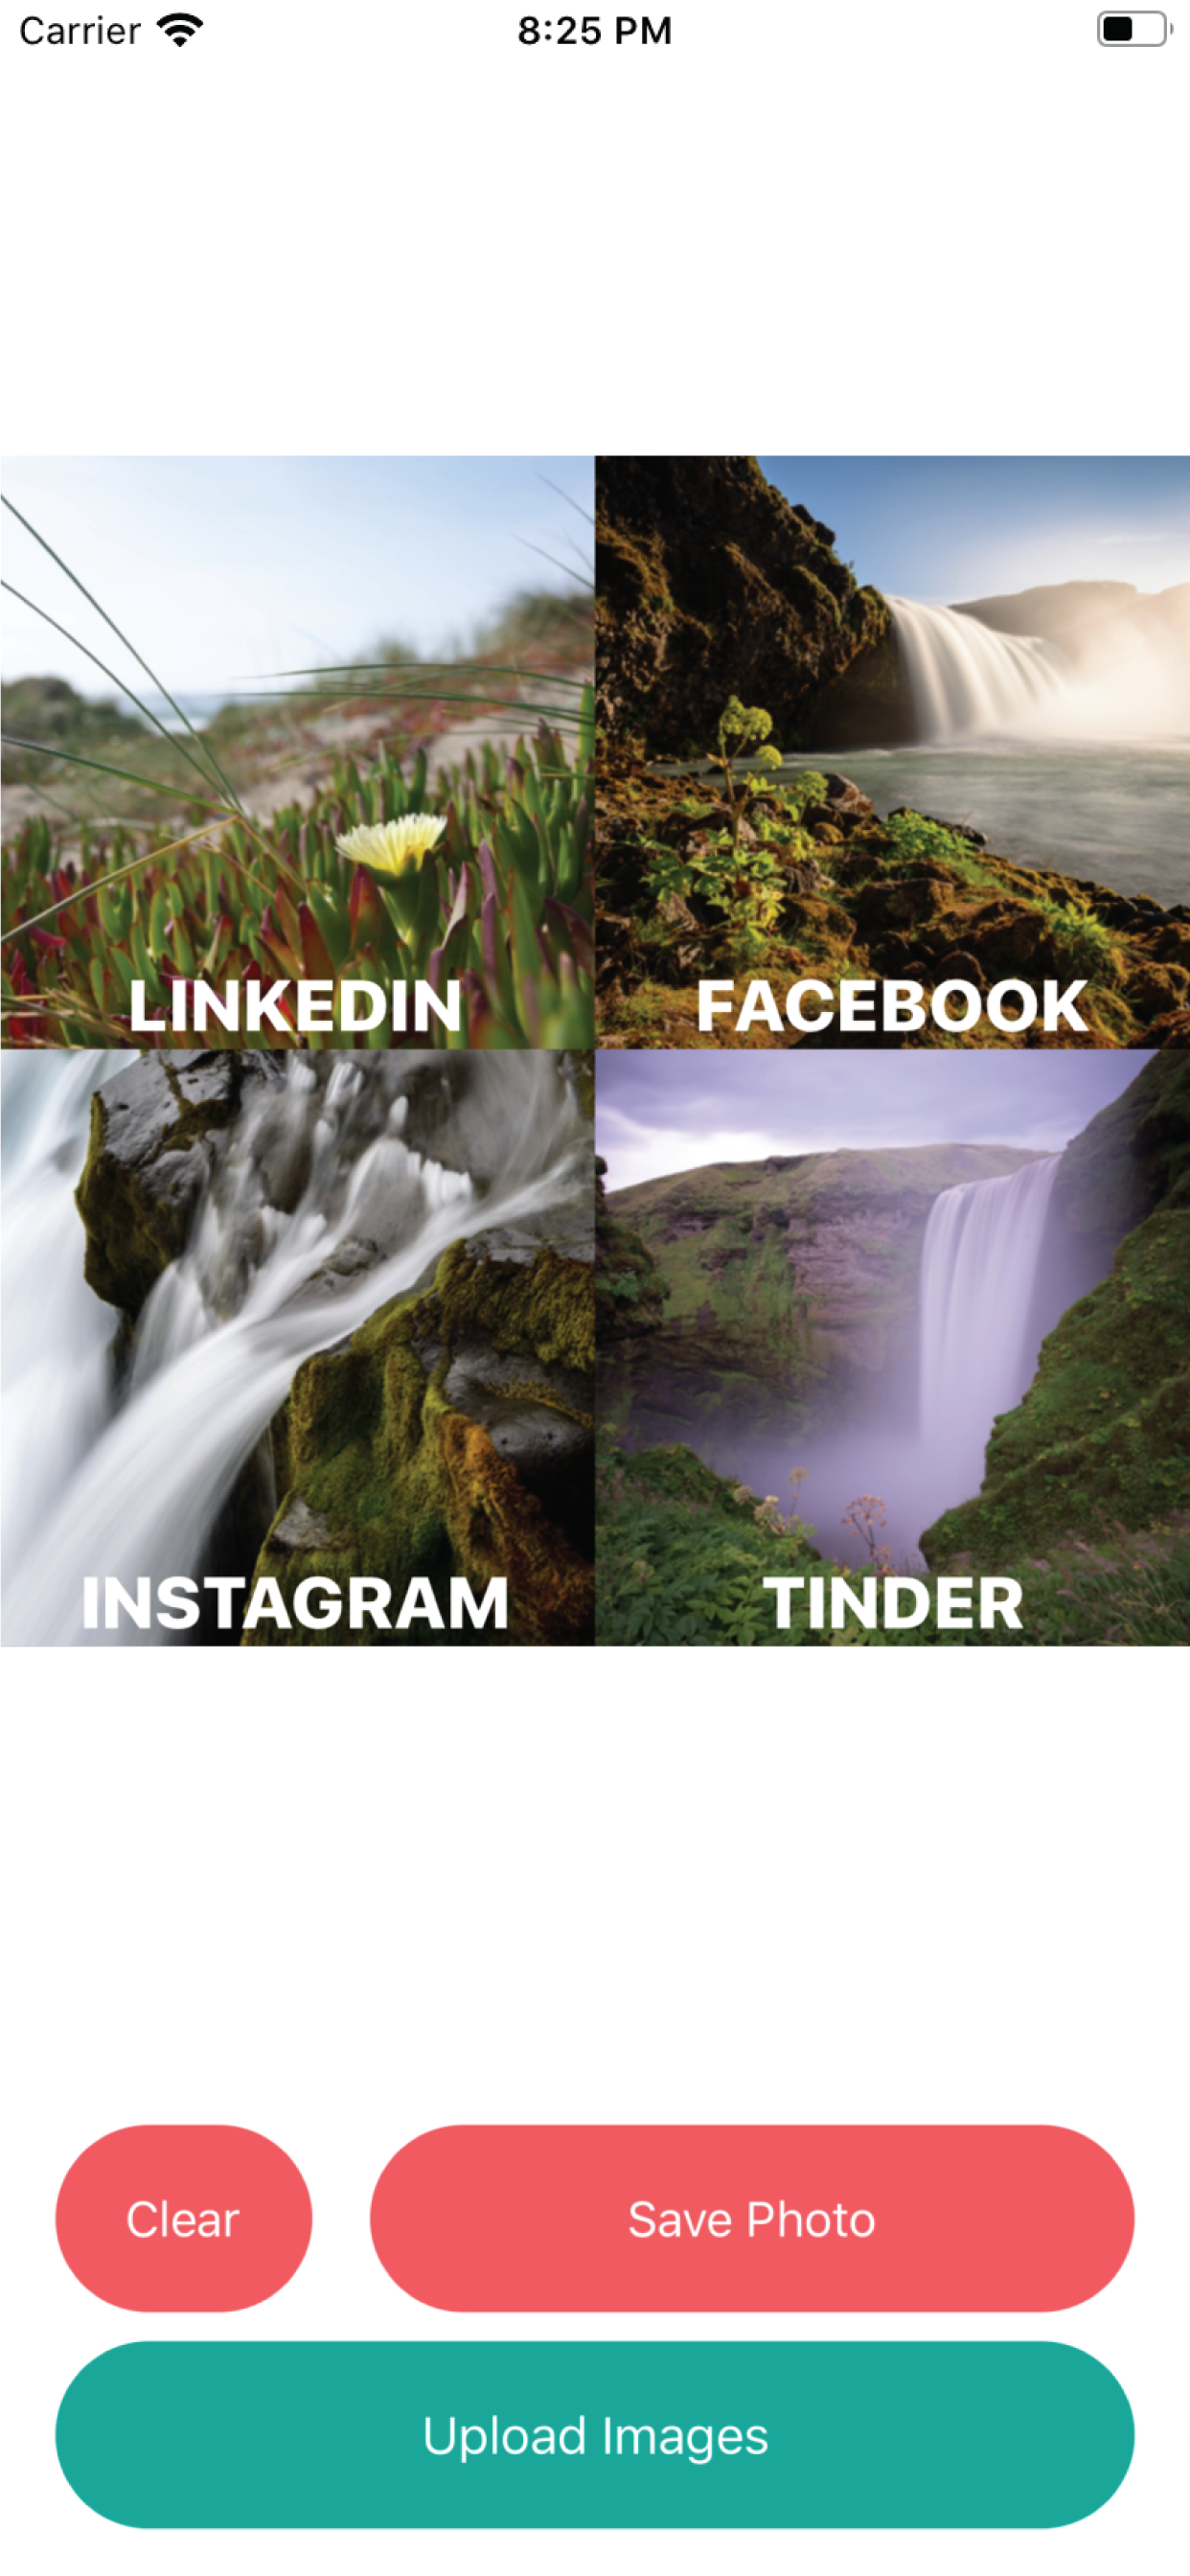 Carrier 8:25 PM
LINKEDIN FACEBOOK
INSTAGRAM TINDER
Clear Save Photo
Upload Images